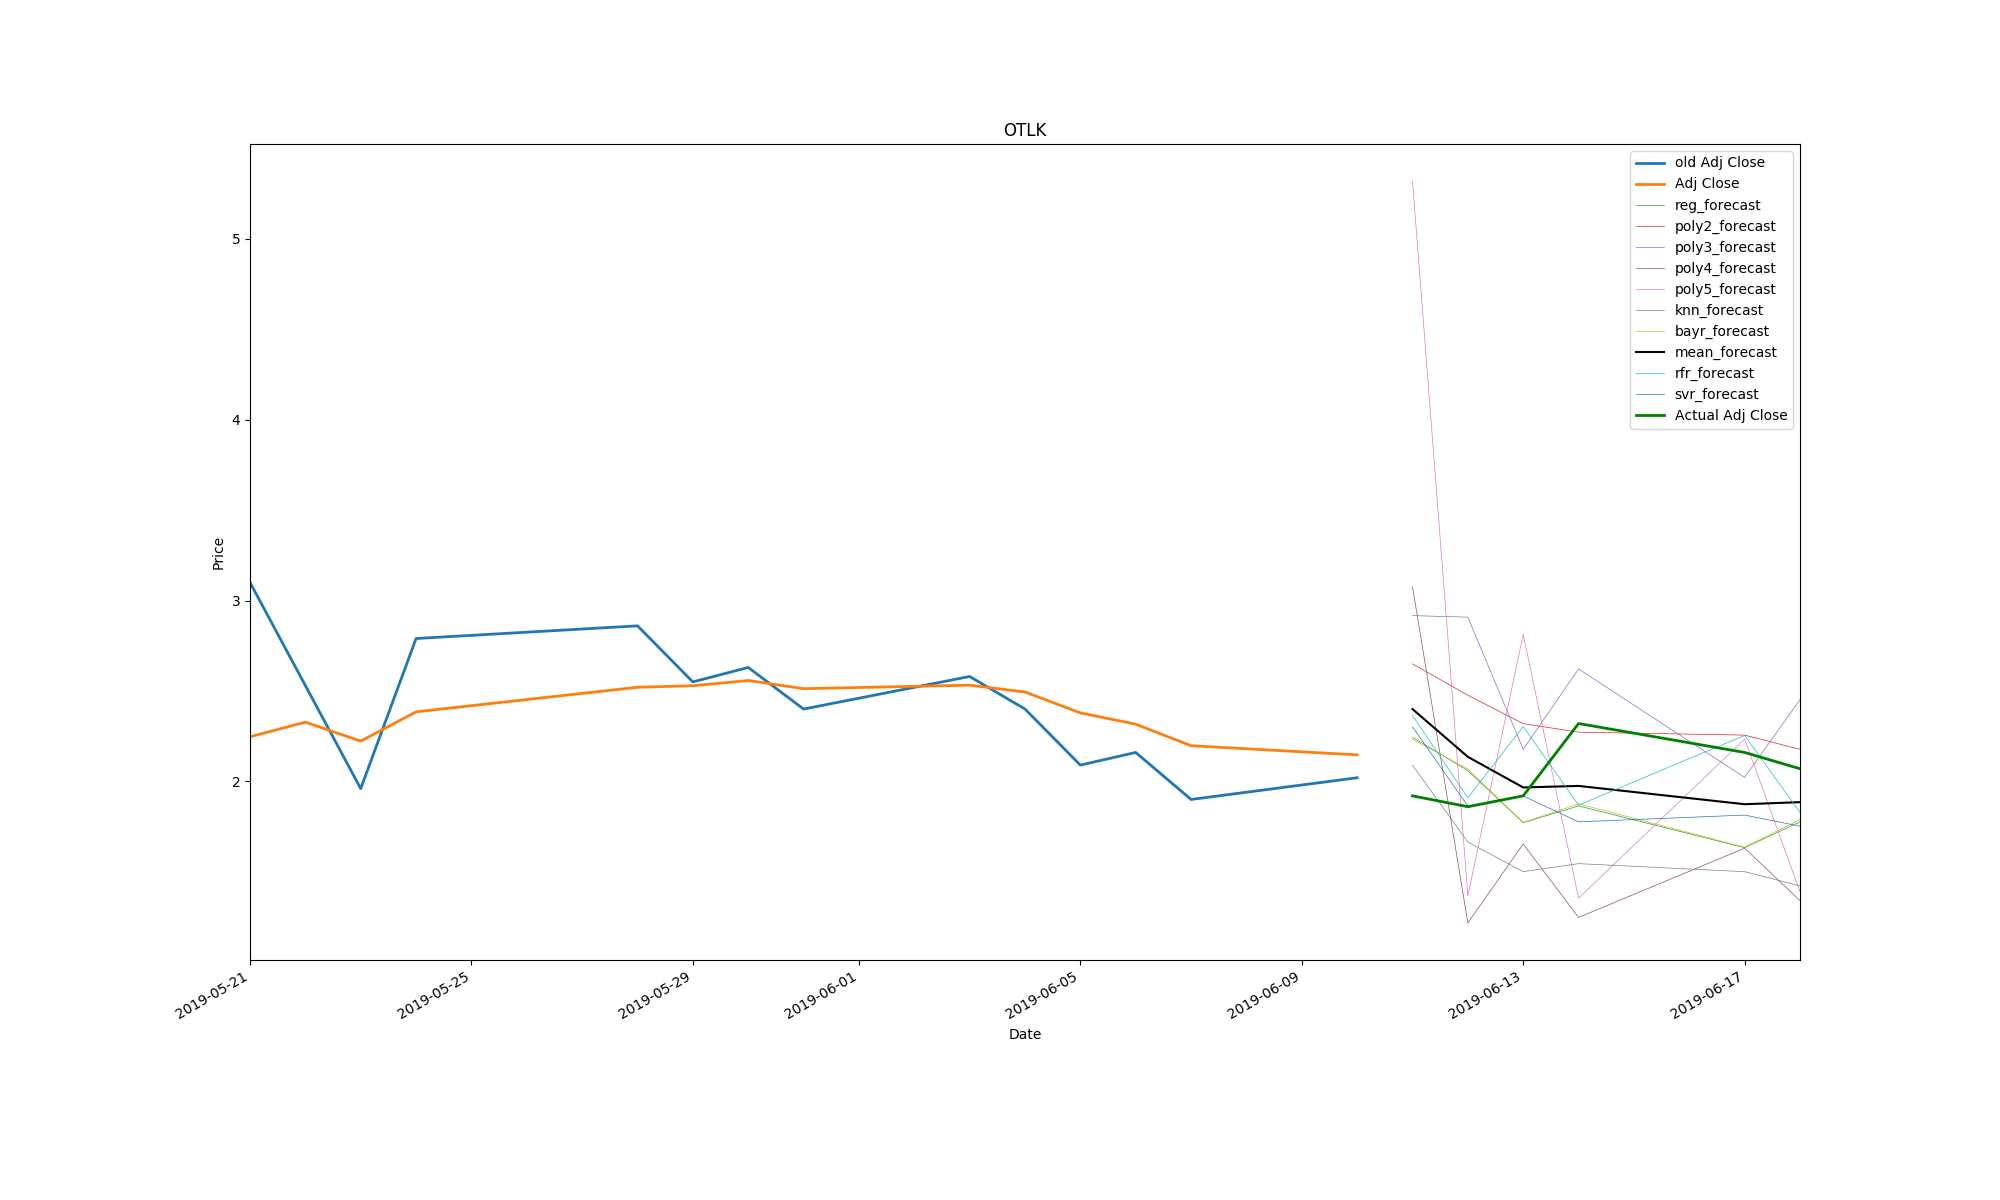 OTLK
old Adj Close
Adj Close
reg_forecast
poly2_forecast
poly3_forecast
poly4_forecast
poly5_forecast
knn_forecast
bayr_forecast
mean_forecast
rfr_forecast
svr_forecast
Actual Adj Close
5
4
3
2
Price
2019-05-21
2019-05-25
2019-05-29
2019-06-01
2019-06-05
2019-06-09
2019-06-13
2019-06-17
Date